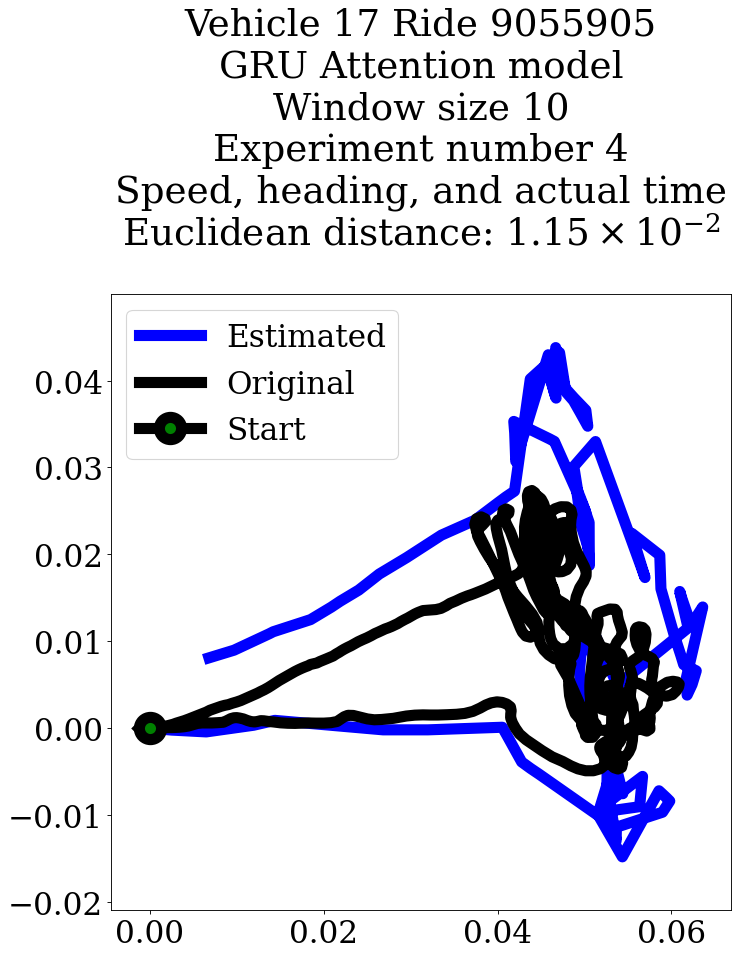 Vehicle 17 Ride 9055905
GRU Attention model
Window size 10
Experiment number 4
Speed, heading, and actual time
Euclidean distance: 1.15 × 10⁻²
Estimated
Original
Start
0.04
0.03
0.02
0.01
0.00
−0.01
−0.02
0.00 0.02 0.04 0.06